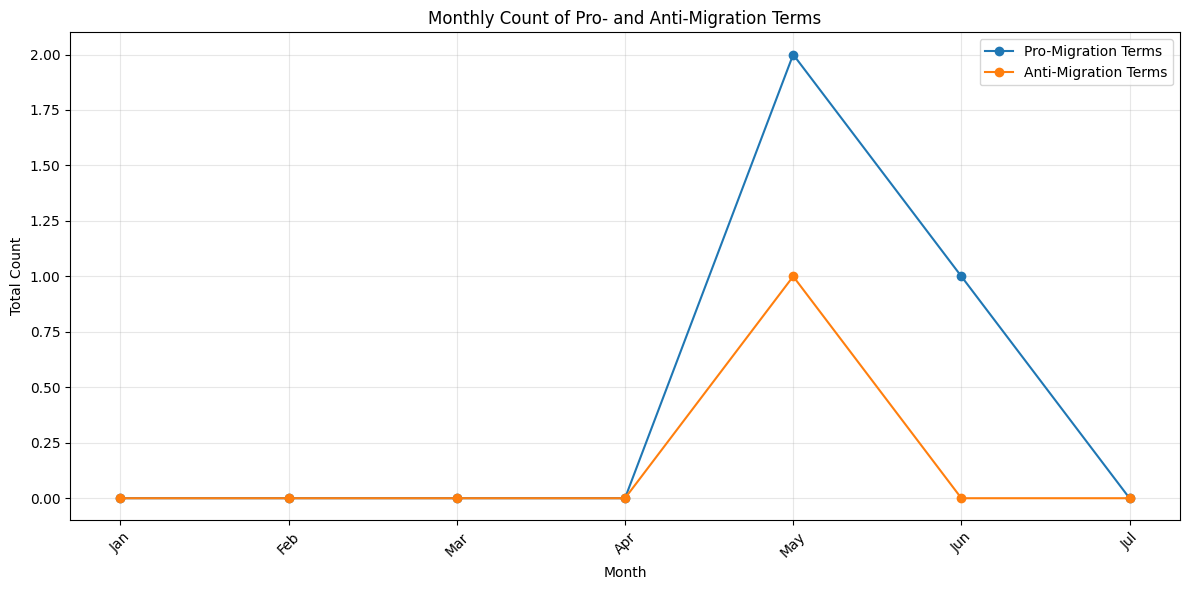 Monthly Count of Pro- and Anti-Migration Terms
Pro-Migration Terms
Anti-Migration Terms
Total Count
2.00
1.75
1.50
1.25
1.00
0.75
0.50
0.25
0.00
Jan
Feb
Mar
Apr
May
Jun
Jul
Month